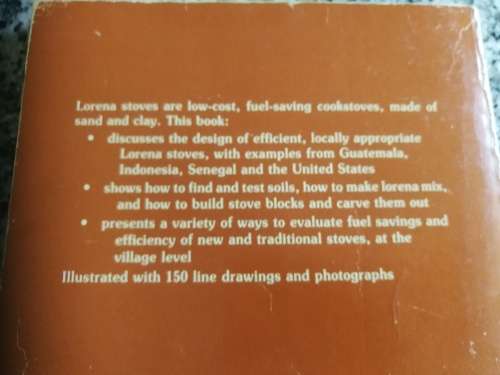 Lorena stoves are low-cost, fuel-saving cookstoves, made of
sand and clay. This book:
• discusses the design of efficient, locally appropriate
Lorena stoves, with examples from Guatemala,
Indonesia, Senegal and the United States
• shows how to find and test soils, how to make lorena mix,
and how to build stove blocks and carve them out
• presents a variety of ways to evaluate fuel savings and
efficiency of new and traditional stoves, at the
village level
Illustrated with 150 line drawings and photographs